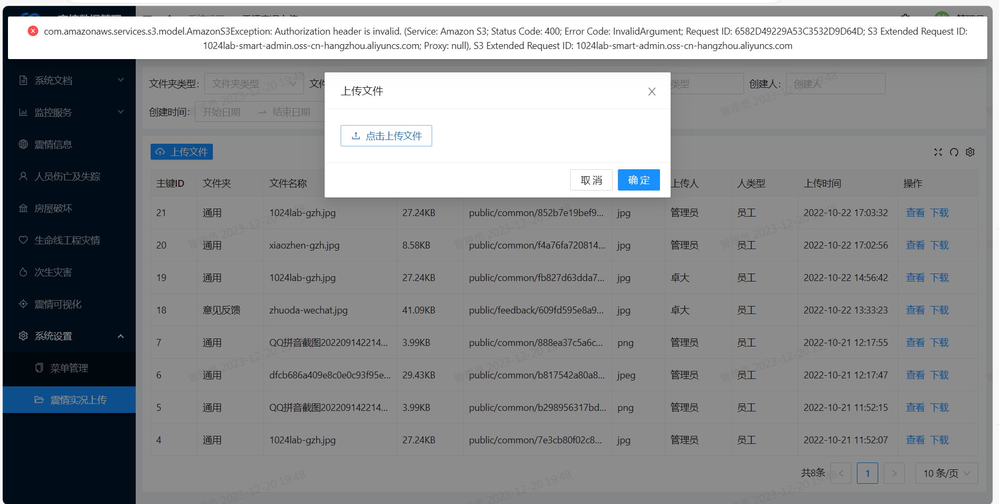 com.amazonaws.services.s3.model.AmazonS3Exception: Authorization header is invalid. (Service: Amazon S3; Status Code: 400; Error Code: InvalidArgument; Request ID: 6582D49229A53C3532D9D64D; S3 Extended Request ID:
1024lab-smart-admin.oss-cn-hangzhou.aliyuncs.com; Proxy: null), S3 Extended Request ID: 1024lab-smart-admin.oss-cn-hangzhou.aliyuncs.com
系统文档
监控服务
震情信息
人员伤亡及失踪
房屋破坏
生命线工程灾情
次生灾害
震情可视化
系统设置
菜单管理
震情实况上传
文件夹类型: 文件夹类型 文件 类型 创建人: 创建人
创建时间: 开始日期 → 结束日期
上传文件
点击上传文件
取 消 确 定
上传文件
主键ID 文件夹 文件名称 上传人 人类型 上传时间 操作
21 通用 1024lab-gzh.jpg 27.24KB public/common/852b7e19bef9... jpg 管理员 员工 2022-10-22 17:03:32 查看 下载
20 通用 xiaozhen-gzh.jpg 8.58KB public/common/f4a76fa720814... jpg 管理员 员工 2022-10-22 17:02:56 查看 下载
19 通用 1024lab-gzh.jpg 27.24KB public/common/fb827d63dda7... jpg 卓大 员工 2022-10-22 14:56:42 查看 下载
18 意见反馈 zhuoda-wechat.jpg 41.09KB public/feedback/609fd595e8a9... jpg 卓大 员工 2022-10-22 13:33:23 查看 下载
7 通用 QQ拼音截图202209142214... 3.99KB public/common/888ea37c5a6c... png 管理员 员工 2022-10-21 12:17:55 查看 下载
6 通用 dfcb686a409e8c0e0c93f95e... 29.43KB public/common/b817542a80a8... jpeg 管理员 员工 2022-10-21 12:17:47 查看 下载
5 通用 QQ拼音截图202209142214... 3.99KB public/common/b298956317bd... png 管理员 员工 2022-10-21 11:52:15 查看 下载
4 通用 1024lab-gzh.jpg 27.24KB public/common/7e3cb80f02c8... jpg 管理员 员工 2022-10-21 11:52:07 查看 下载
共8条 < 1 > 10 条/页
管理员 2023-12-20 19:48